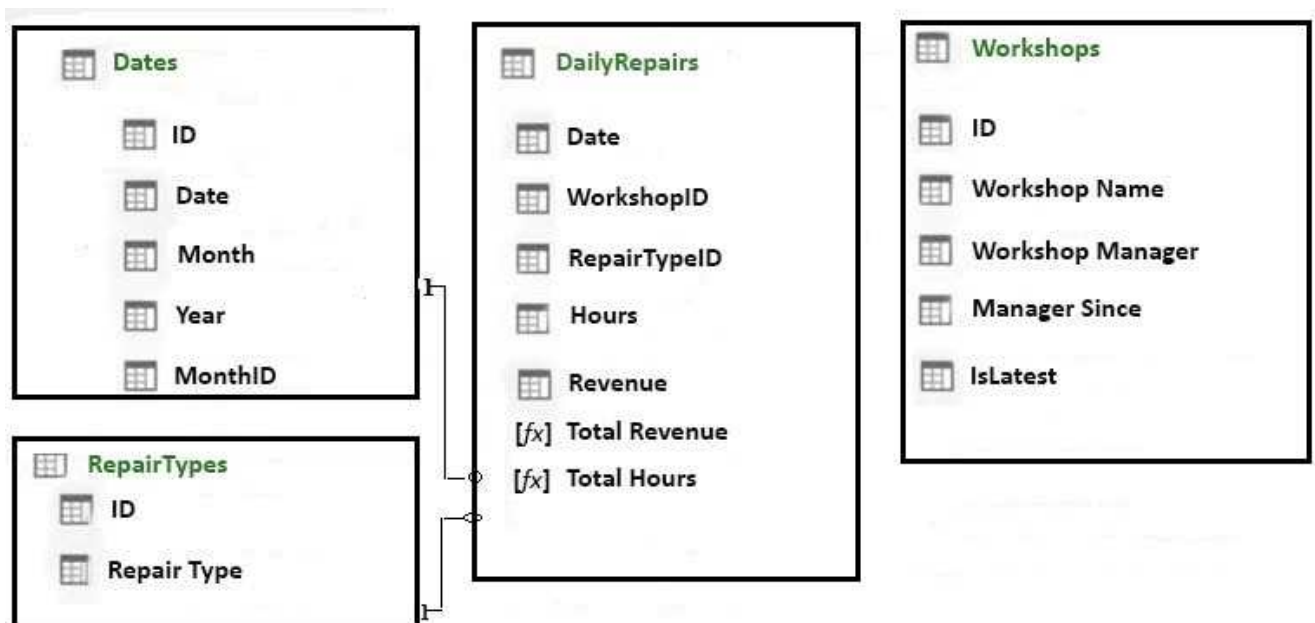 Dates
ID
Date
Month
Year
MonthID
1
RepairTypes
ID
Repair Type
1
DailyRepairs
Date
WorkshopID
RepairTypeID
Hours
Revenue
[fx] Total Revenue
[fx] Total Hours
Workshops
ID
Workshop Name
Workshop Manager
Manager Since
IsLatest